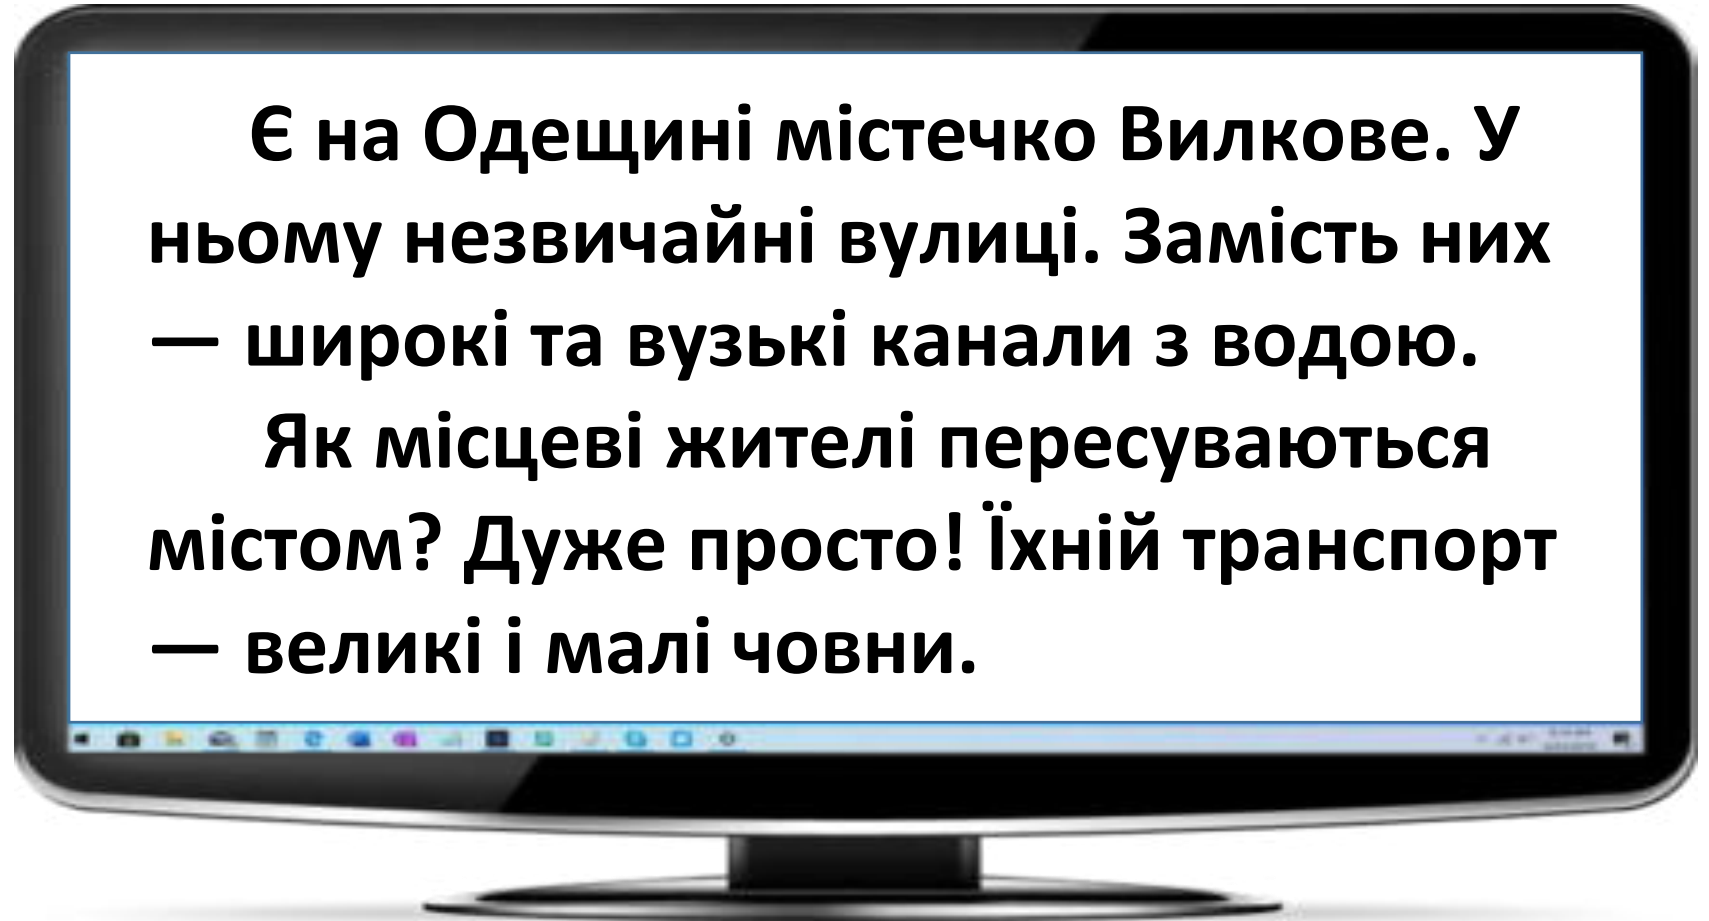 Є на Одещині містечко Вилкове. У
ньому незвичайні вулиці. Замість них
— широкі та вузькі канали з водою.
Як місцеві жителі пересуваються
містом? Дуже просто! Їхній транспорт
— великі і малі човни.